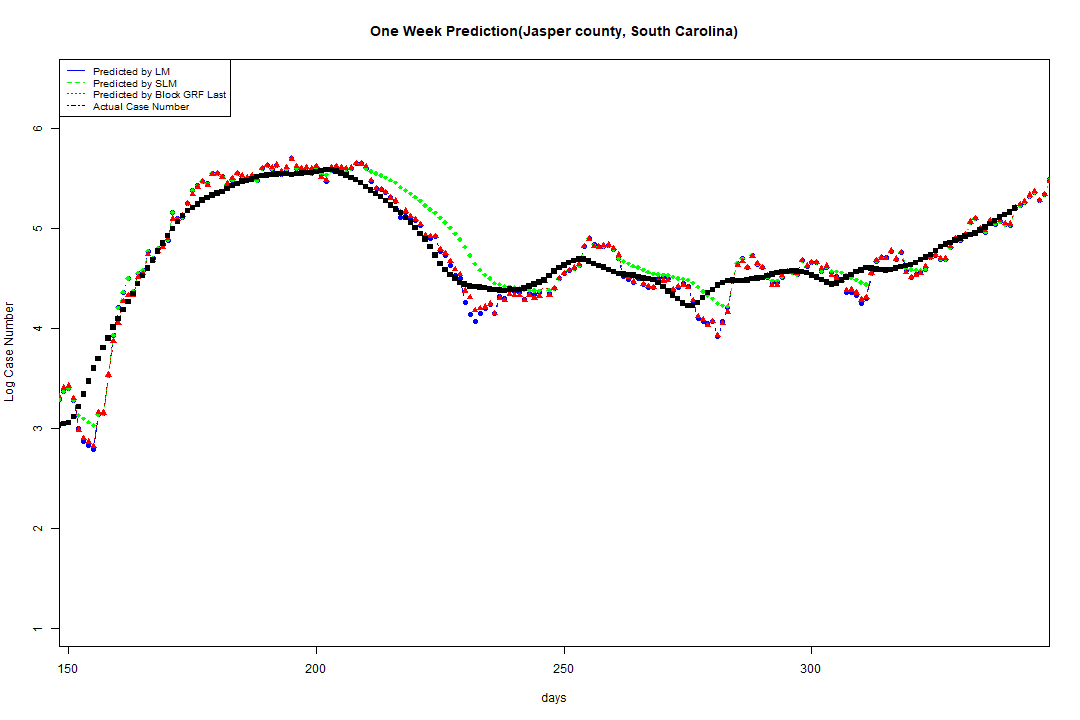 One Week Prediction(Jasper county, South Carolina)
Predicted by LM
Predicted by SLM
Predicted by Block GRF Last
Actual Case Number
6
5
4
3
2
1
Log Case Number
150 200 250 300
days